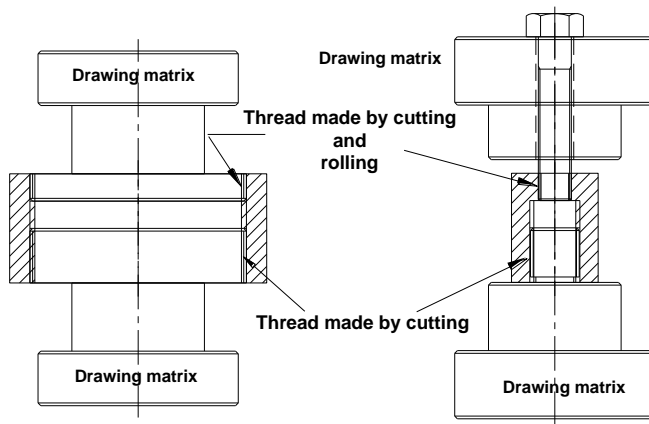 Drawing matrix
Drawing matrix
Thread made by cutting
and
rolling
Thread made by cutting
Drawing matrix
Drawing matrix